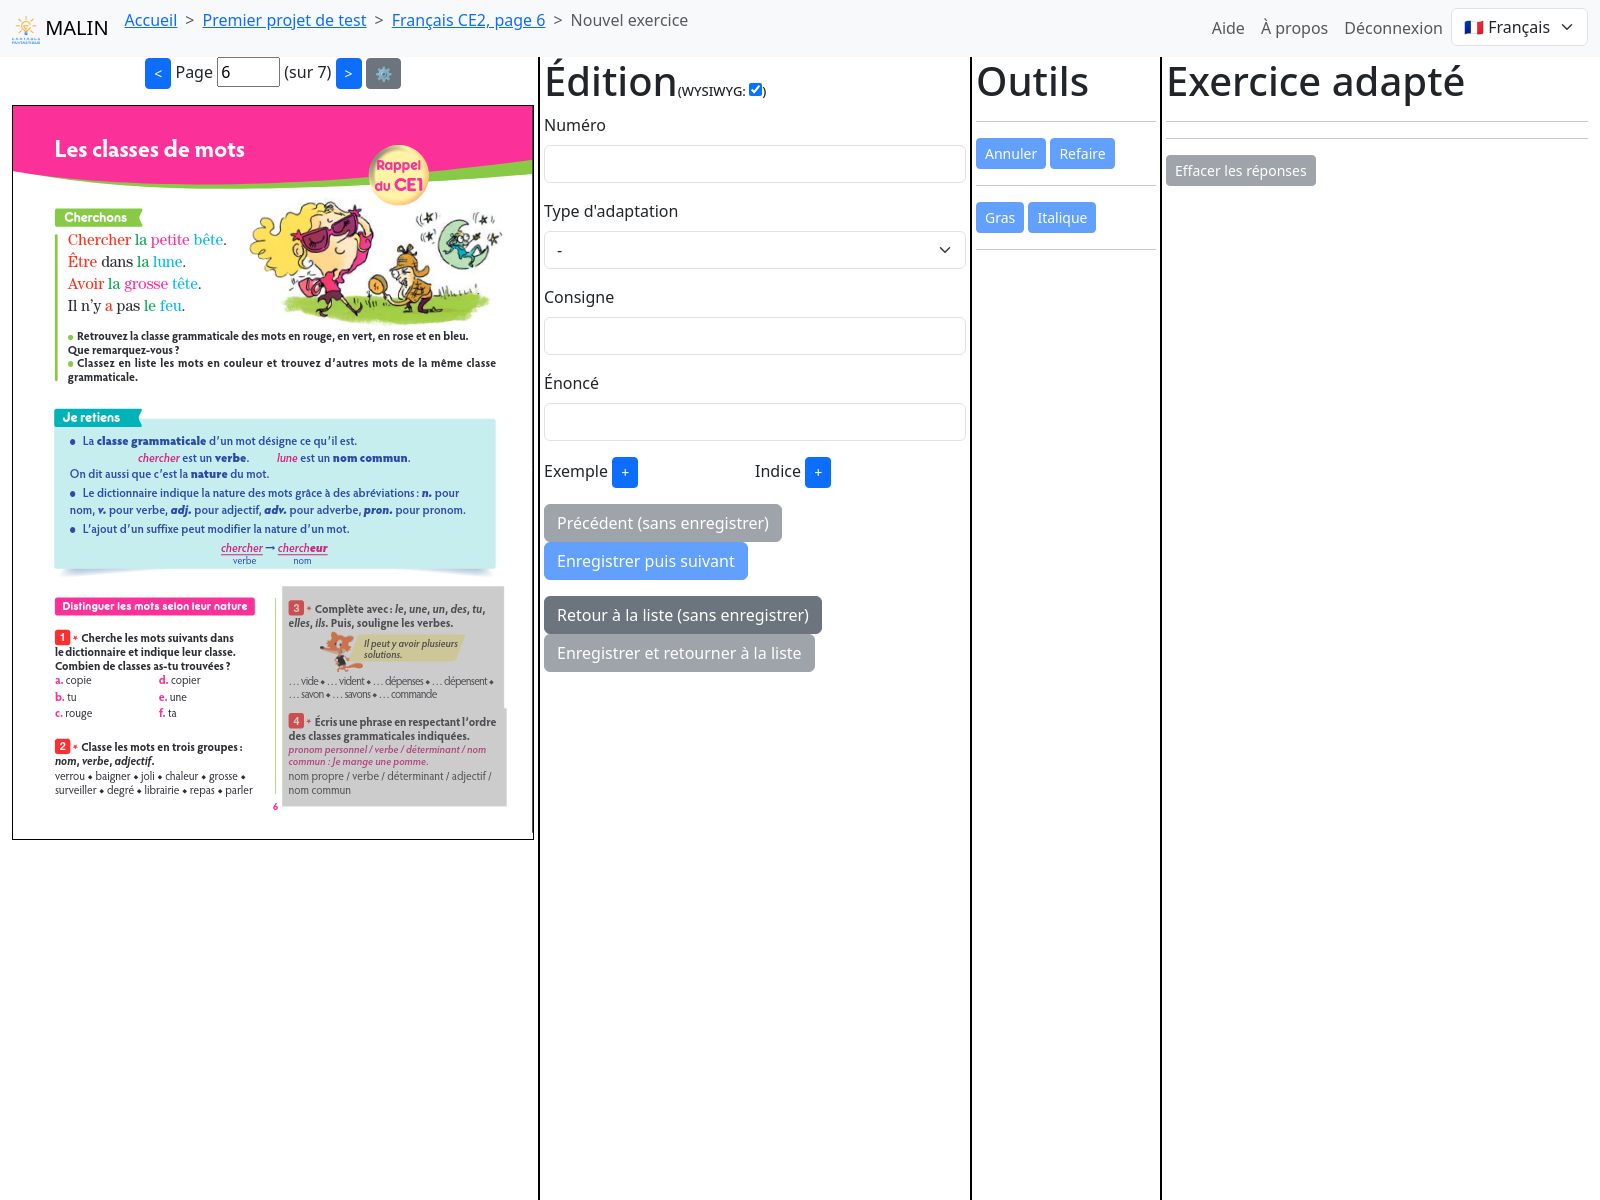 MALIN Accueil > Premier projet de test > Français CE2, page 6 > Nouvel exercice Aide À propos Déconnexion Français
< Page 6 (sur 7) >
Les classes de mots
Rappel
du CE1
Cherchons
Chercher la petite bête.
Être dans la lune.
Avoir la grosse tête.
Il n'y a pas le feu.
● Retrouvez la classe grammaticale des mots en rouge, en vert, en rose et en bleu.
Que remarquez-vous ?
● Classez en liste les mots en couleur et trouvez d'autres mots de la même classe
grammaticale.
Je retiens
● La classe grammaticale d'un mot désigne ce qu'il est.
chercher est un verbe. lune est un nom commun.
On dit aussi que c'est la nature du mot.
● Le dictionnaire indique la nature des mots grâce à des abréviations : n. pour
nom, v. pour verbe, adj. pour adjectif, adv. pour adverbe, pron. pour pronom.
● L'ajout d'un suffixe peut modifier la nature d'un mot.
chercher → chercheur
verbe nom
Distinguer les mots selon leur nature
1 * Cherche les mots suivants dans
le dictionnaire et indique leur classe.
Combien de classes as-tu trouvées ?
a. copie d. copier
b. tu e. une
c. rouge f. ta
2 * Classe les mots en trois groupes :
nom, verbe, adjectif.
verrou ◆ baigner ◆ joli ◆ chaleur ◆ grosse ◆
surveiller ◆ degré ◆ librairie ◆ repas ◆ parler
3 * Complète avec : le, une, un, des, tu,
elles, ils. Puis, souligne les verbes.
Il peut y avoir plusieurs
solutions.
… vide ◆ … vident ◆ … dépenses ◆ … dépensent ◆
… savon ◆ … savons ◆ … commande
4 * Écris une phrase en respectant l'ordre
des classes grammaticales indiquées.
pronom personnel / verbe / déterminant / nom
commun : Je mange une pomme.
nom propre / verbe / déterminant / adjectif /
nom commun
6
Édition (WYSIWYG: )
Numéro
Type d'adaptation
-
Consigne
Énoncé
Exemple + Indice +
Précédent (sans enregistrer)
Enregistrer puis suivant
Retour à la liste (sans enregistrer)
Enregistrer et retourner à la liste
Outils
Annuler Refaire
Gras Italique
Exercice adapté
Effacer les réponses